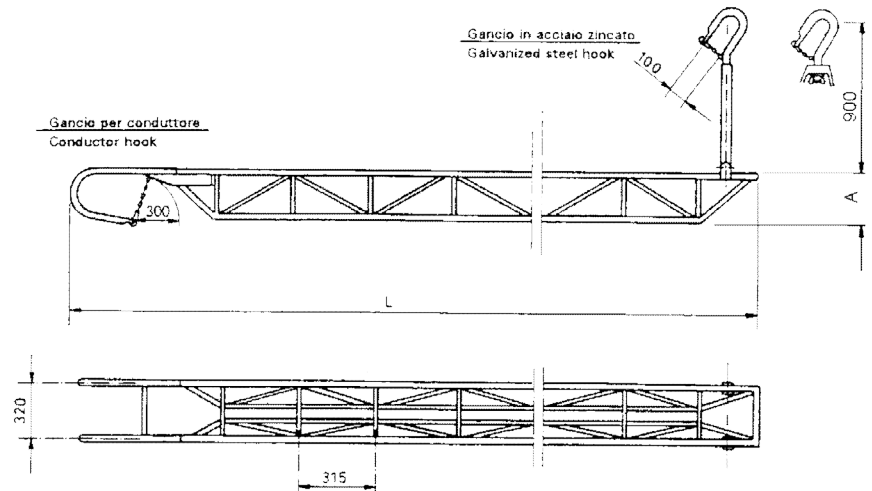 Gancio in acciaio zincato
Galvanized steel hook
100
900
Gancio per conduttore
Conductor hook
300
A
L
320
315